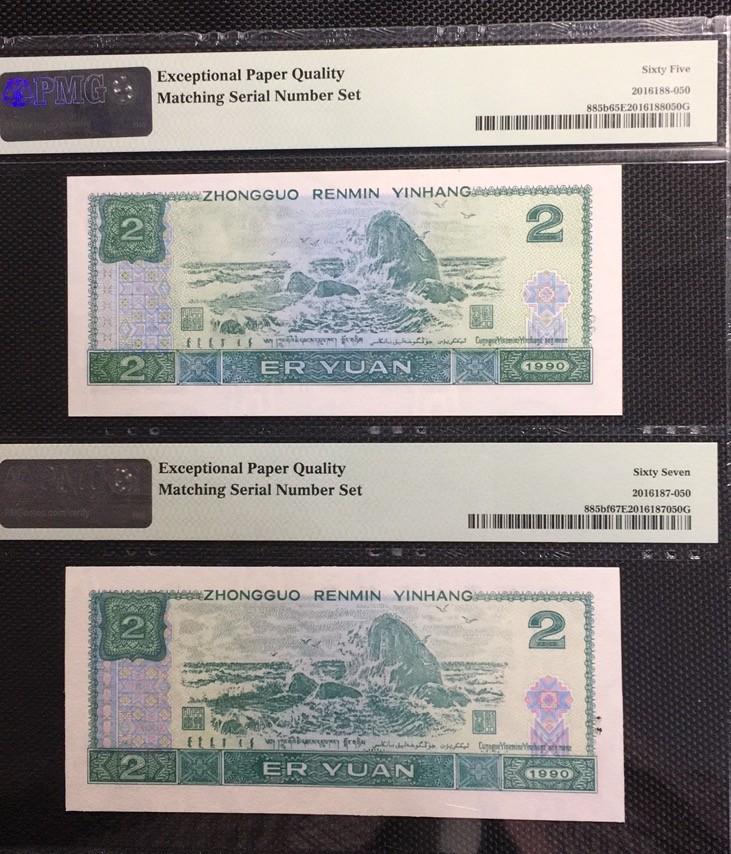 PMG
Exceptional Paper Quality
Matching Serial Number Set
Sixty Five
2016188-050
885b65E2016188050G
ZHONGGUO RENMIN YINHANG
2
2
2
ER YUAN
1990
Exceptional Paper Quality
Matching Serial Number Set
Sixty Seven
2016187-050
885bf67E2016187050G
ZHONGGUO RENMIN YINHANG
2
2
2
ER YUAN
1990